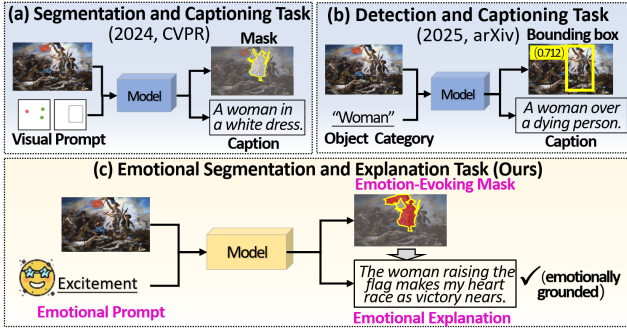 (a) Segmentation and Captioning Task
(2024, CVPR)
Mask
Model
Visual Prompt
A woman in
a white dress.
Caption
(b) Detection and Captioning Task
(2025, arXiv)
Bounding box
(0.712)
Model
"Woman"
Object Category
A woman over
a dying person.
Caption
(c) Emotional Segmentation and Explanation Task (Ours)
Emotion-Evoking Mask
Model
Excitement
Emotional Prompt
The woman raising the
flag makes my heart
race as victory nears.
✓ (emotionally
grounded)
Emotional Explanation